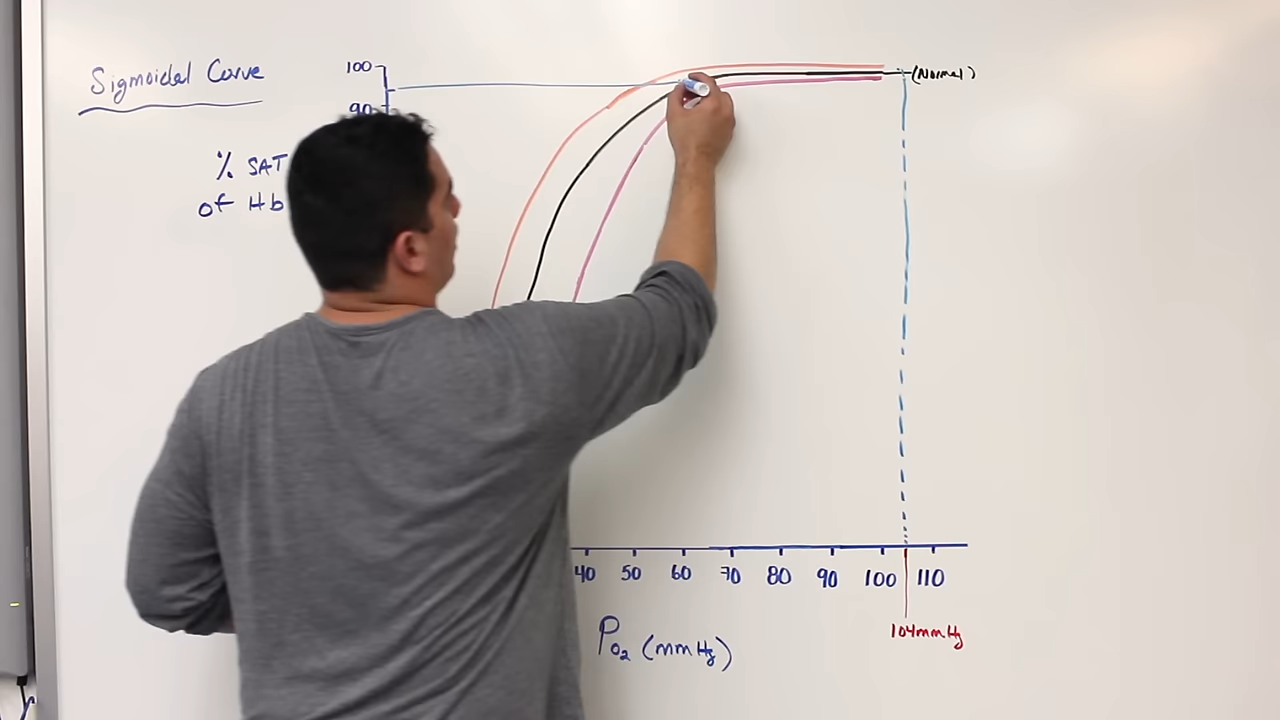 Sigmoidal Curve
100
(Normal)
90
% SAT
of Hb
40 50 60 70 80 90 100 110
104mmHg
PO2 (mmHg)